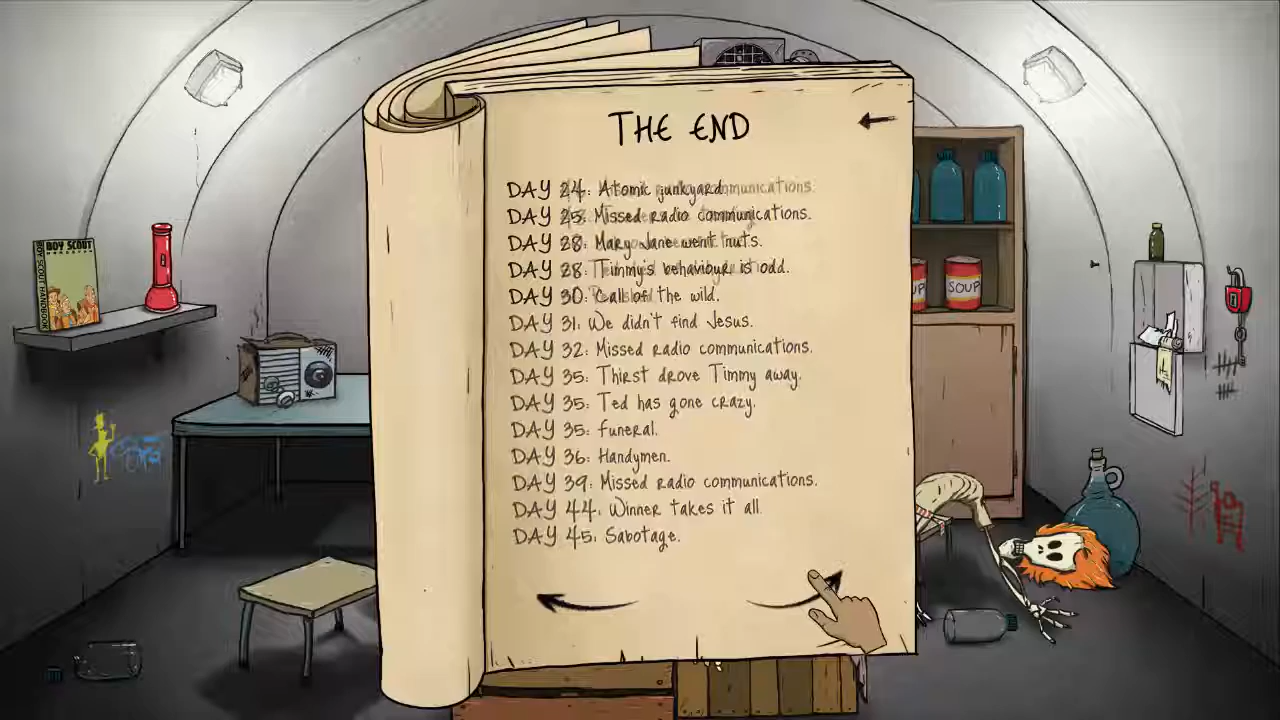 THE END
DAY 24: Atomic junkyard.
DAY 25: Missed radio communications.
DAY 28: Mary Jane went nuts.
DAY 28: Timmy's behaviour is odd.
DAY 30: Call of the wild.
DAY 31: We didn't find Jesus.
DAY 32: Missed radio communications.
DAY 35: Thirst drove Timmy away.
DAY 35: Ted has gone crazy.
DAY 35: Funeral.
DAY 36: Handymen.
DAY 39: Missed radio communications.
DAY 44: Winner takes it all.
DAY 45: Sabotage.
BOY SCOUT
BOY SCOUT HANDBOOK
UP
SOUP